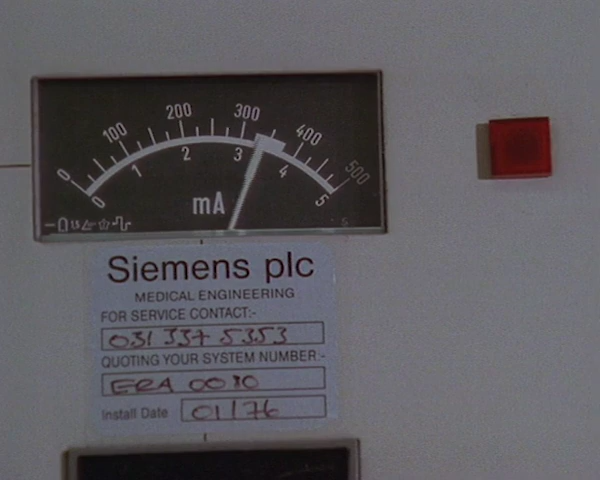 0 100 200 300 400 500
0 1 2 3 4 5
mA
Siemens plc
MEDICAL ENGINEERING
FOR SERVICE CONTACT:-
031 337 5353
QUOTING YOUR SYSTEM NUMBER:-
ERA 0010
Install Date 01/76